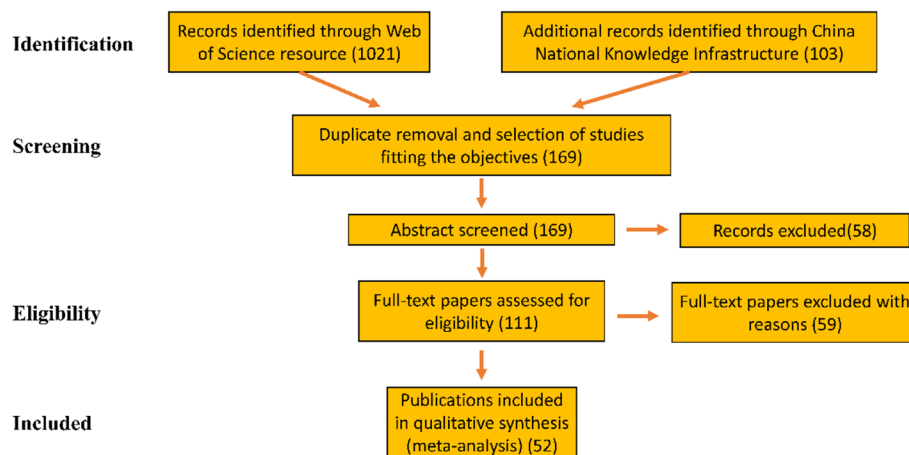 Identification
Records identified through Web
of Science resource (1021)
Additional records identified through China
National Knowledge Infrastructure (103)
Screening
Duplicate removal and selection of studies
fitting the objectives (169)
Abstract screened (169)
Records excluded(58)
Eligibility
Full-text papers assessed for
eligibility (111)
Full-text papers excluded with
reasons (59)
Included
Publications included
in qualitative synthesis
(meta-analysis) (52)